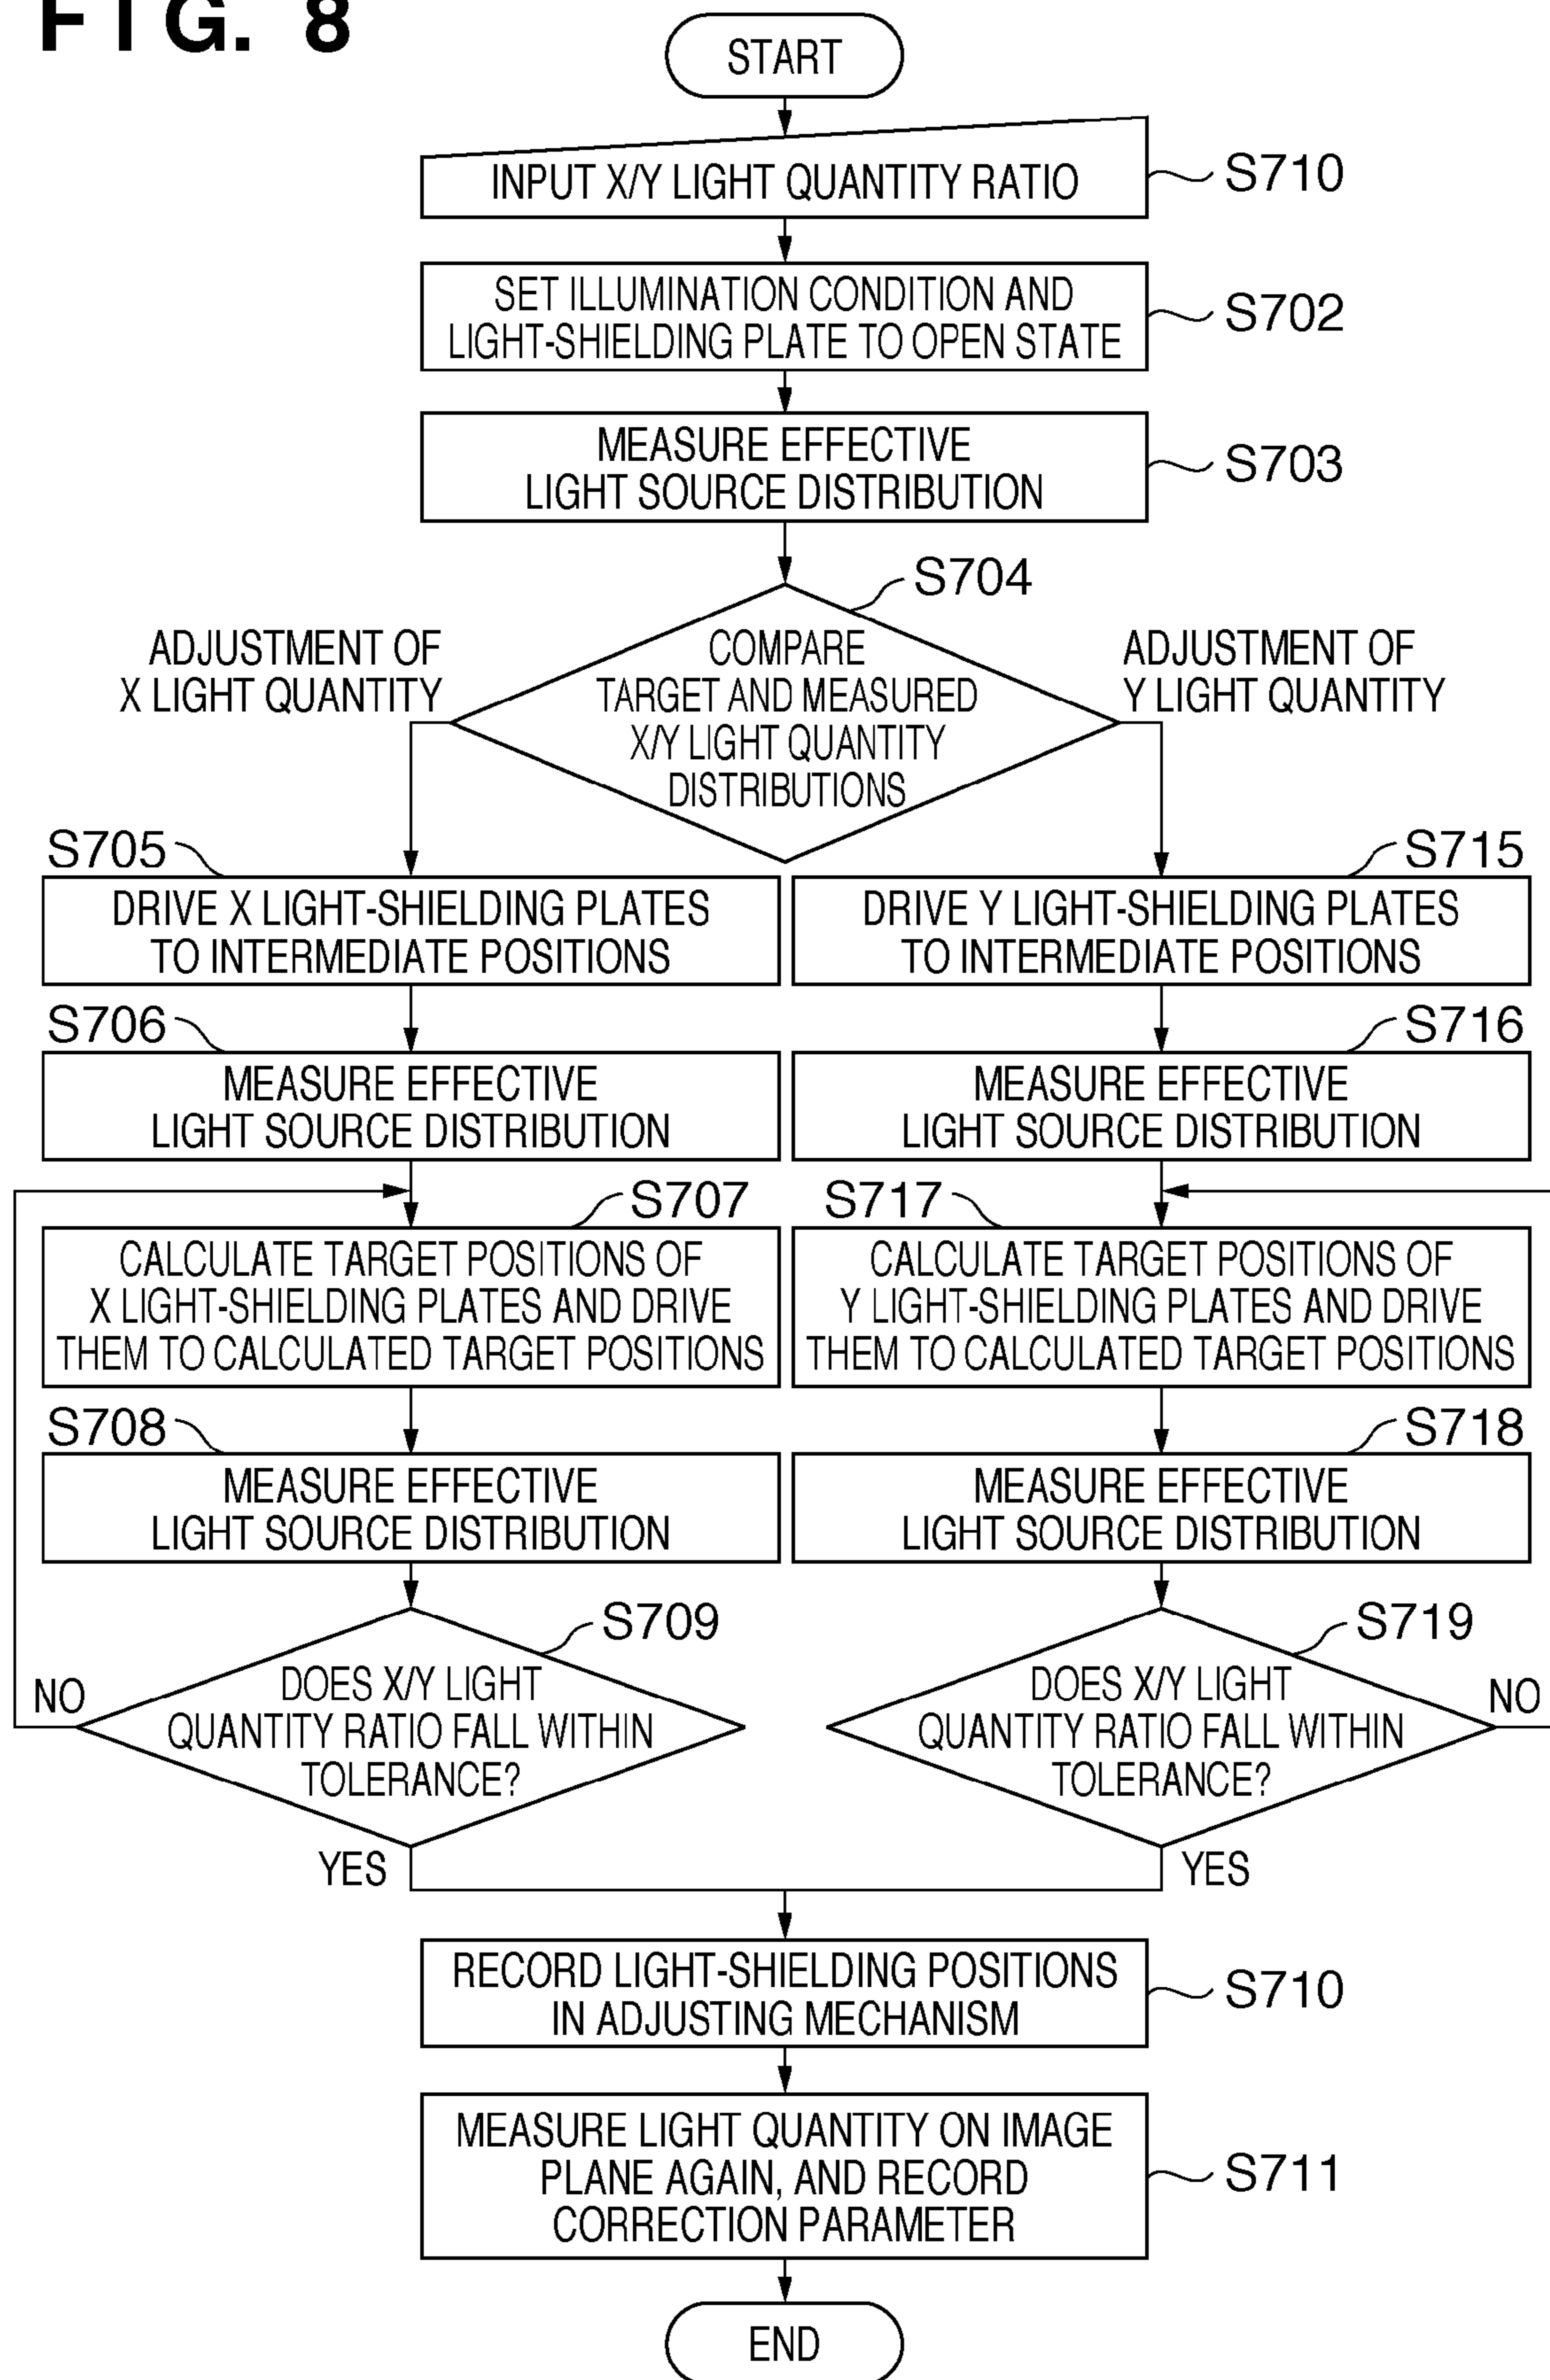 FIG. 8
START
INPUT X/Y LIGHT QUANTITY RATIO
S710
SET ILLUMINATION CONDITION AND
LIGHT-SHIELDING PLATE TO OPEN STATE
S702
MEASURE EFFECTIVE
LIGHT SOURCE DISTRIBUTION
S703
S704
COMPARE
TARGET AND MEASURED
X/Y LIGHT QUANTITY
DISTRIBUTIONS
ADJUSTMENT OF
X LIGHT QUANTITY
ADJUSTMENT OF
Y LIGHT QUANTITY
S705
DRIVE X LIGHT-SHIELDING PLATES
TO INTERMEDIATE POSITIONS
S715
DRIVE Y LIGHT-SHIELDING PLATES
TO INTERMEDIATE POSITIONS
S706
MEASURE EFFECTIVE
LIGHT SOURCE DISTRIBUTION
S716
MEASURE EFFECTIVE
LIGHT SOURCE DISTRIBUTION
S707
CALCULATE TARGET POSITIONS OF
X LIGHT-SHIELDING PLATES AND DRIVE
THEM TO CALCULATED TARGET POSITIONS
S717
CALCULATE TARGET POSITIONS OF
Y LIGHT-SHIELDING PLATES AND DRIVE
THEM TO CALCULATED TARGET POSITIONS
S708
MEASURE EFFECTIVE
LIGHT SOURCE DISTRIBUTION
S718
MEASURE EFFECTIVE
LIGHT SOURCE DISTRIBUTION
S709
DOES X/Y LIGHT
QUANTITY RATIO FALL WITHIN
TOLERANCE?
NO
YES
S719
DOES X/Y LIGHT
QUANTITY RATIO FALL WITHIN
TOLERANCE?
NO
YES
RECORD LIGHT-SHIELDING POSITIONS
IN ADJUSTING MECHANISM
S710
MEASURE LIGHT QUANTITY ON IMAGE
PLANE AGAIN, AND RECORD
CORRECTION PARAMETER
S711
END